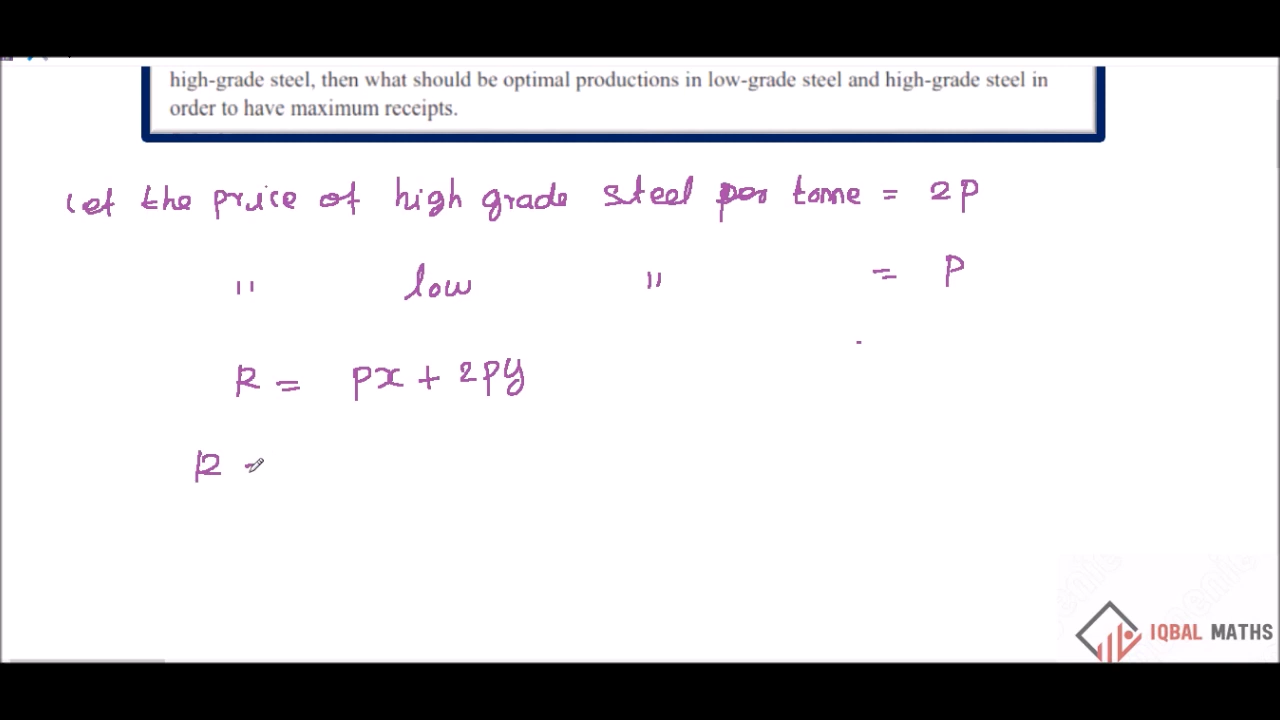 high-grade steel, then what should be optimal productions in low-grade steel and high-grade steel in
order to have maximum receipts.
Let the price of high grade steel per tonne = 2P
" low " = P
R = px + 2py
R =
IQBAL MATHS